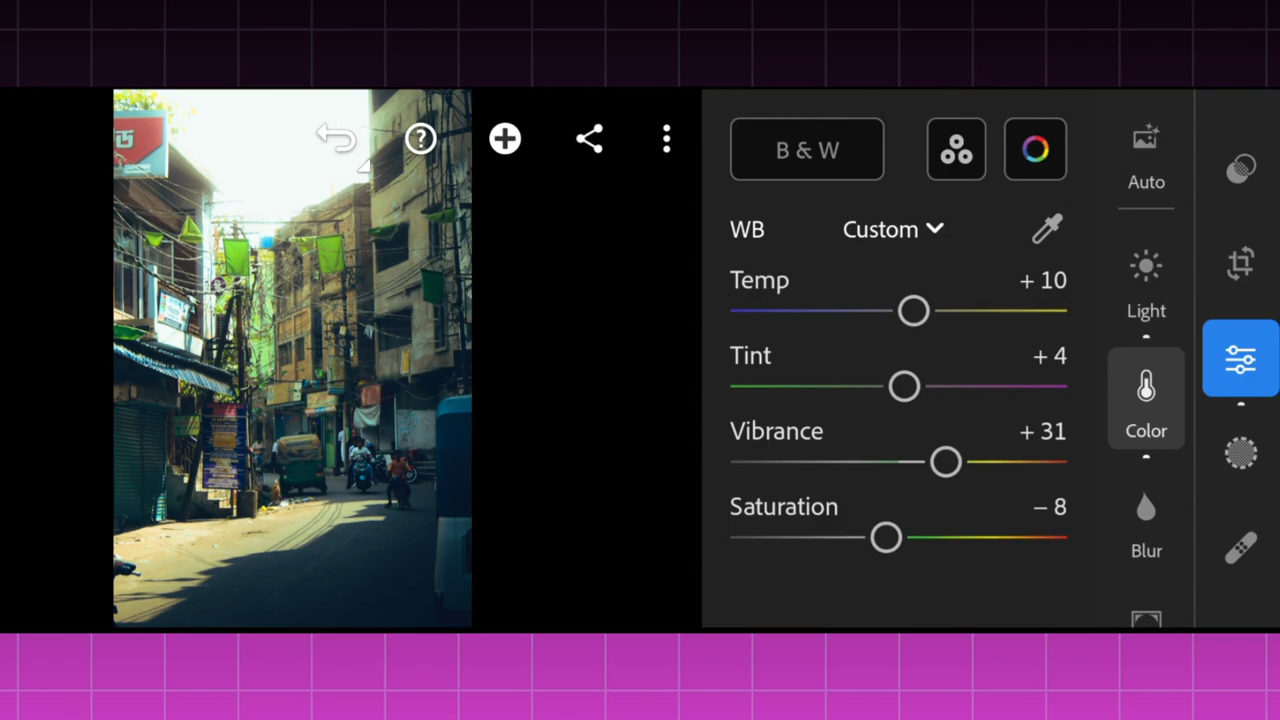 B & W
Auto
WB
Custom
Temp
+ 10
Light
Tint
+ 4
Vibrance
+ 31
Color
Saturation
– 8
Blur